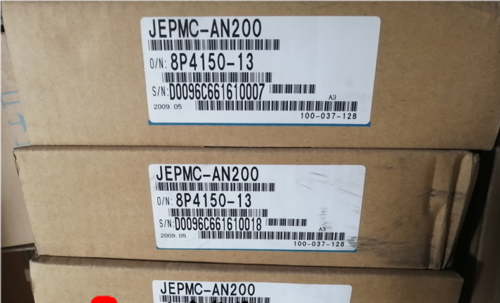 JEPMC-AN200
O/N: 8P4150-13
S/N: D0096C661610007
A3
2009.05
100-037-128
JEPMC-AN200
O/N: 8P4150-13
S/N: D0096C661610018
A3
2009.05
100-037-128
JEPMC-AN200